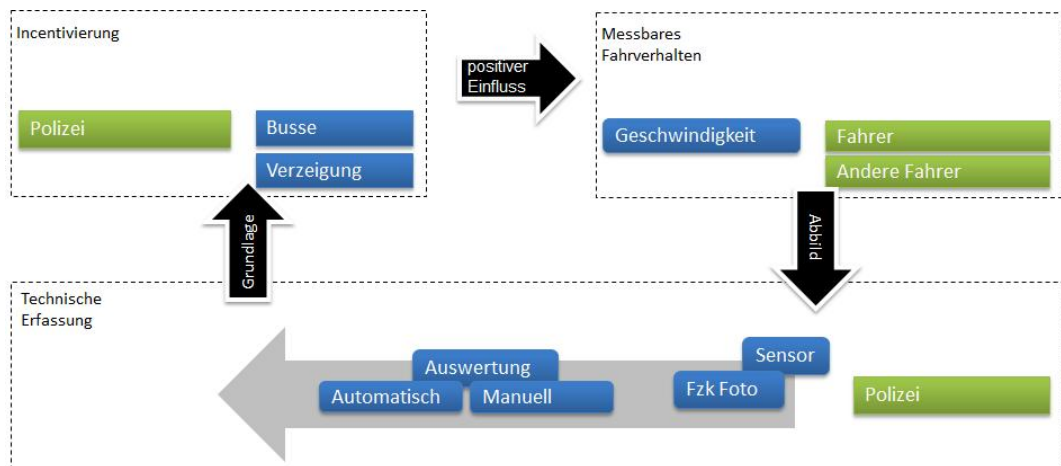 Incentivierung
Polizei
Busse
Verzeigung
positiver
Einfluss
Messbares
Fahrverhalten
Geschwindigkeit
Fahrer
Andere Fahrer
Abbild
Grundlage
Technische
Erfassung
Sensor
Fzk Foto
Auswertung
Automatisch
Manuell
Polizei